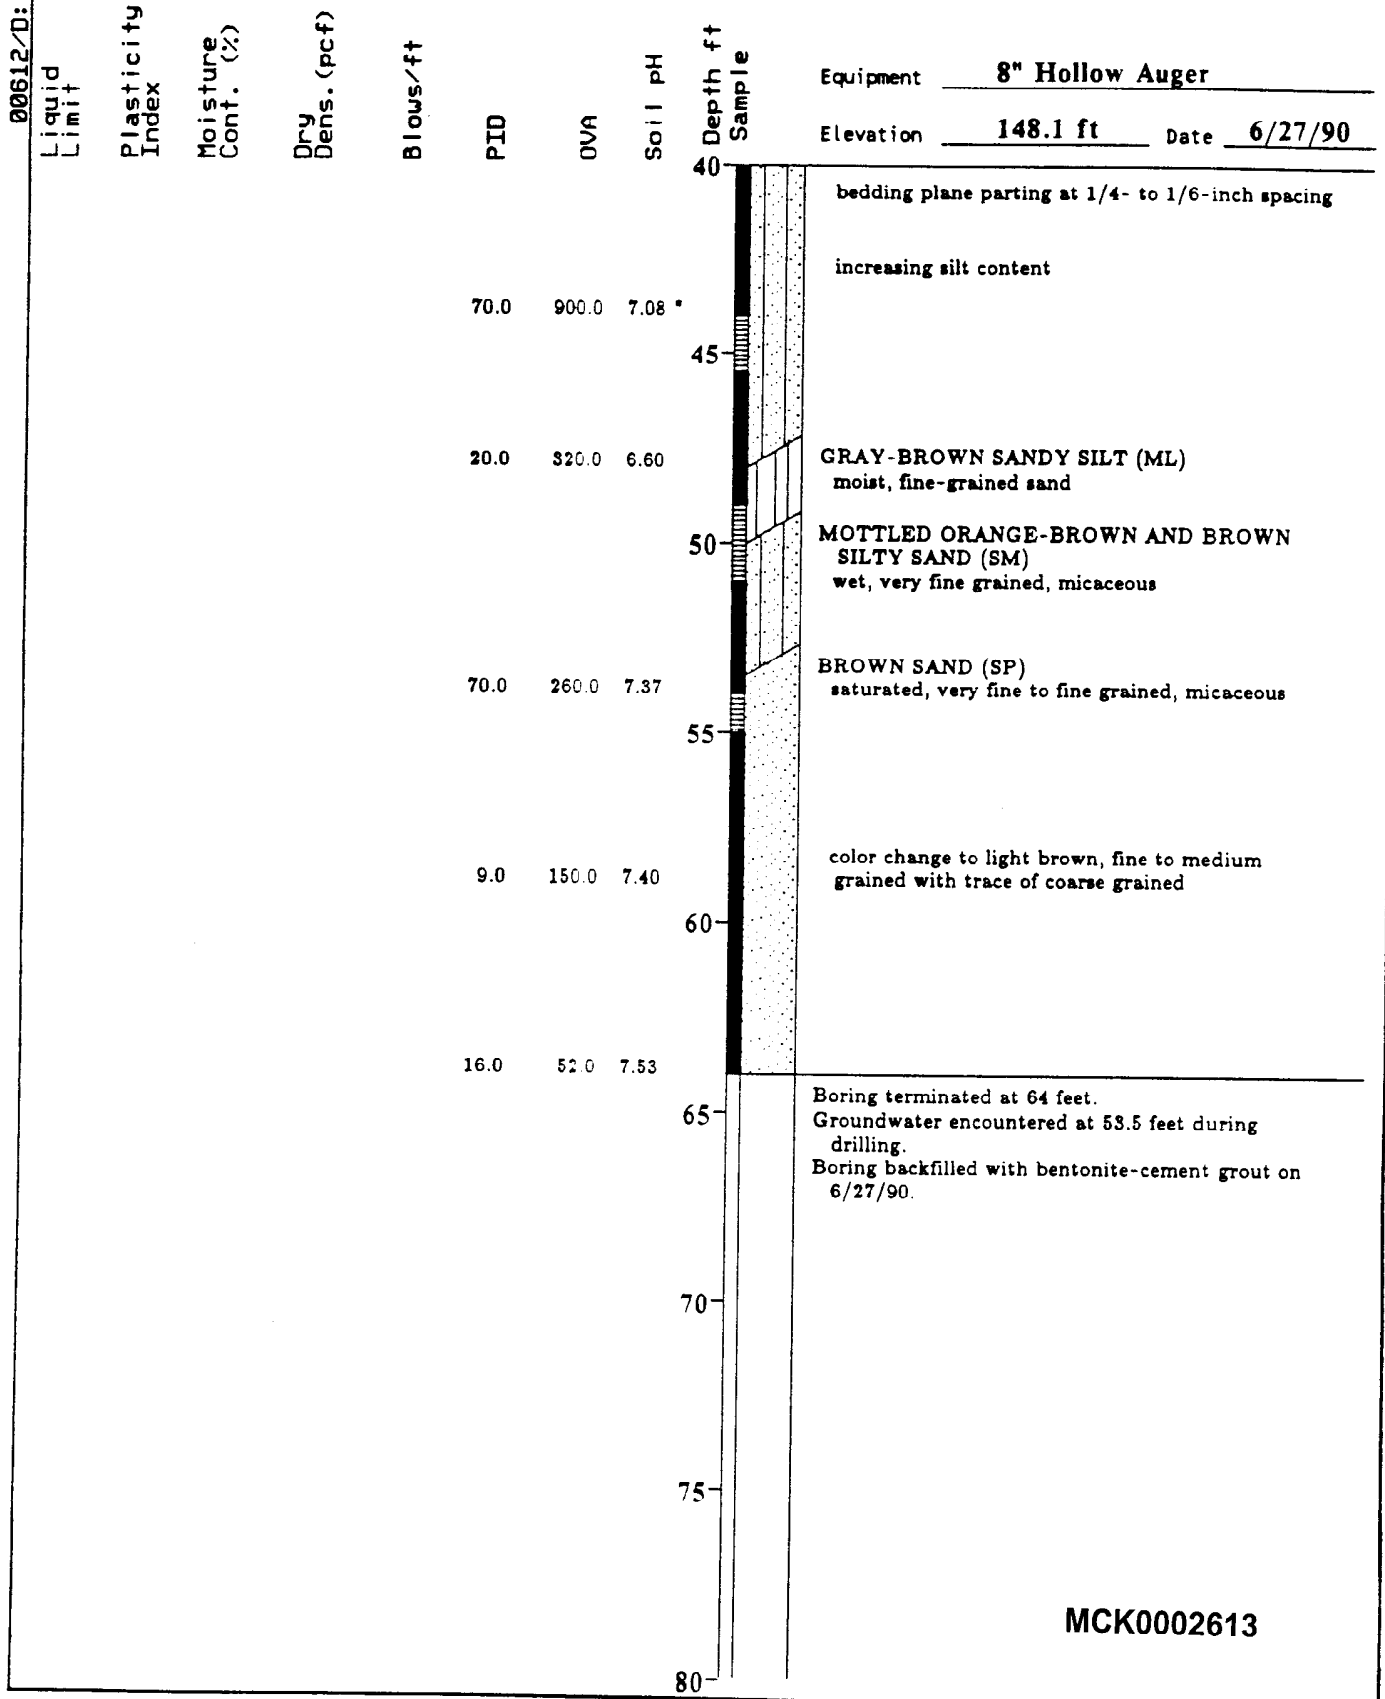 00612/D:
Liquid
Limit
Plasticity
Index
Moisture
Cont. (%)
Dry
Dens. (pcf)
Blows/ft
PID
OVA
Soil pH
Depth ft
Sample
Equipment 8" Hollow Auger
Elevation 148.1 ft Date 6/27/90
40
bedding plane parting at 1/4- to 1/6-inch spacing
increasing silt content
70.0 900.0 7.08 *
45
20.0 320.0 6.60
GRAY-BROWN SANDY SILT (ML)
moist, fine-grained sand
50
MOTTLED ORANGE-BROWN AND BROWN
SILTY SAND (SM)
wet, very fine grained, micaceous
70.0 260.0 7.37
BROWN SAND (SP)
saturated, very fine to fine grained, micaceous
55
9.0 150.0 7.40
color change to light brown, fine to medium
grained with trace of coarse grained
60
16.0 52.0 7.53
65
Boring terminated at 64 feet.
Groundwater encountered at 53.5 feet during
drilling.
Boring backfilled with bentonite-cement grout on
6/27/90.
70
75
80
MCK0002613